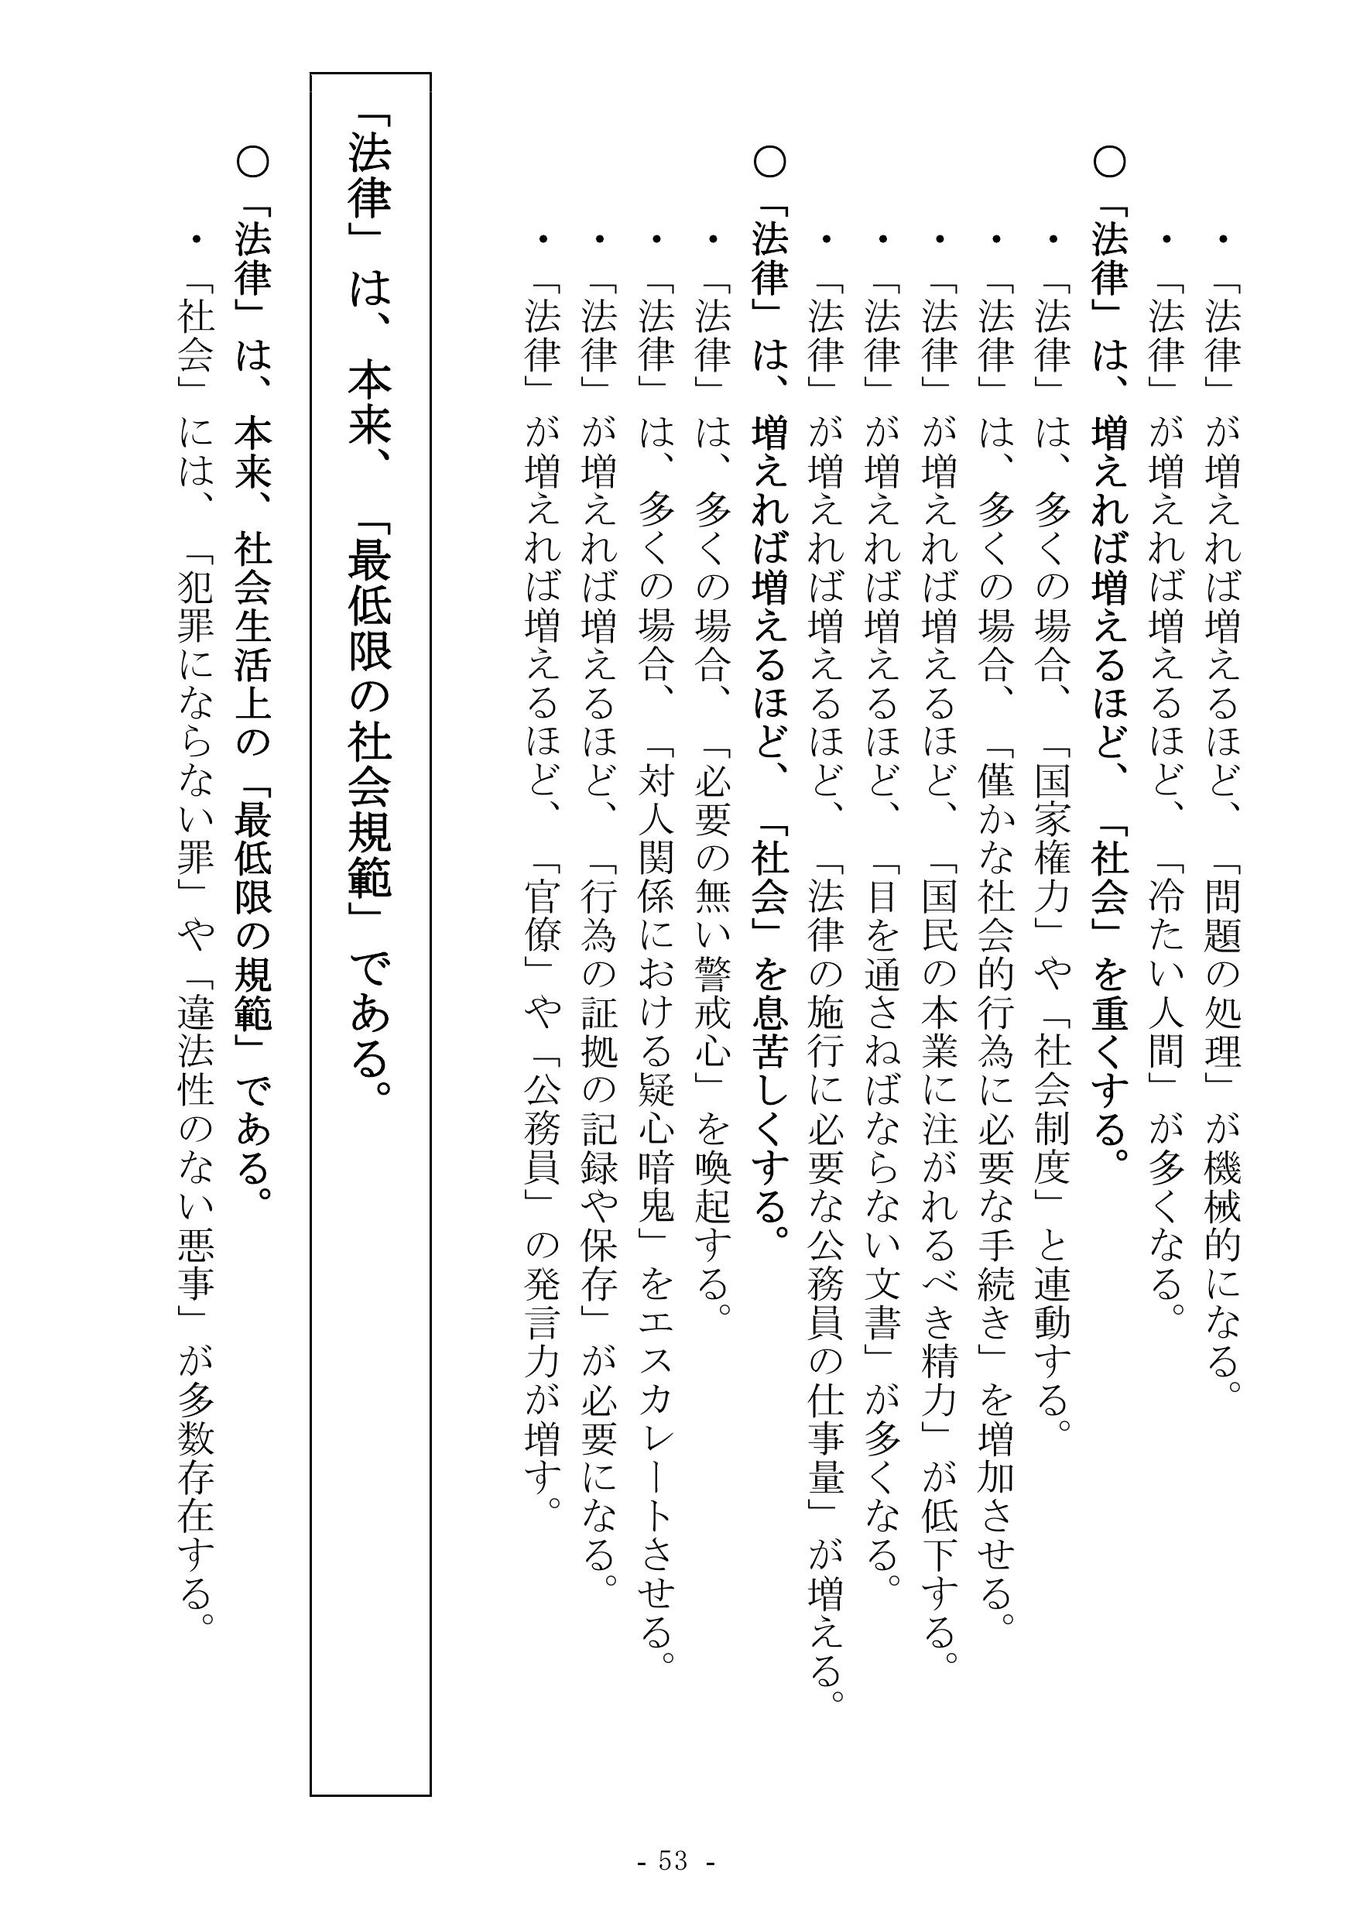 ・「法律」が増えれば増えるほど、「問題の処理」が機械的になる。
・「法律」が増えれば増えるほど、「冷たい人間」が多くなる。
○「法律」は、増えれば増えるほど、「社会」を重くする。
・「法律」は、多くの場合、「国家権力」や「社会制度」と連動する。
・「法律」は、多くの場合、「僅かな社会的行為に必要な手続き」を増加させる。
・「法律」が増えれば増えるほど、「国民の本業に注がれるべき精力」が低下する。
・「法律」が増えれば増えるほど、「目を通さねばならない文書」が多くなる。
・「法律」が増えれば増えるほど、「法律の施行に必要な公務員の仕事量」が増える。
○「法律」は、増えれば増えるほど、「社会」を息苦しくする。
・「法律」は、多くの場合、「必要の無い警戒心」を喚起する。
・「法律」は、多くの場合、「対人関係における疑心暗鬼」をエスカレートさせる。
・「法律」が増えれば増えるほど、「行為の証拠の記録や保存」が必要になる。
・「法律」が増えれば増えるほど、「官僚」や「公務員」の発言力が増す。
「法律」は、本来、「最低限の社会規範」である。
○「法律」は、本来、社会生活上の「最低限の規範」である。
・「社会」には、「犯罪にならない罪」や「違法性のない悪事」が多数存在する。
- 53 -